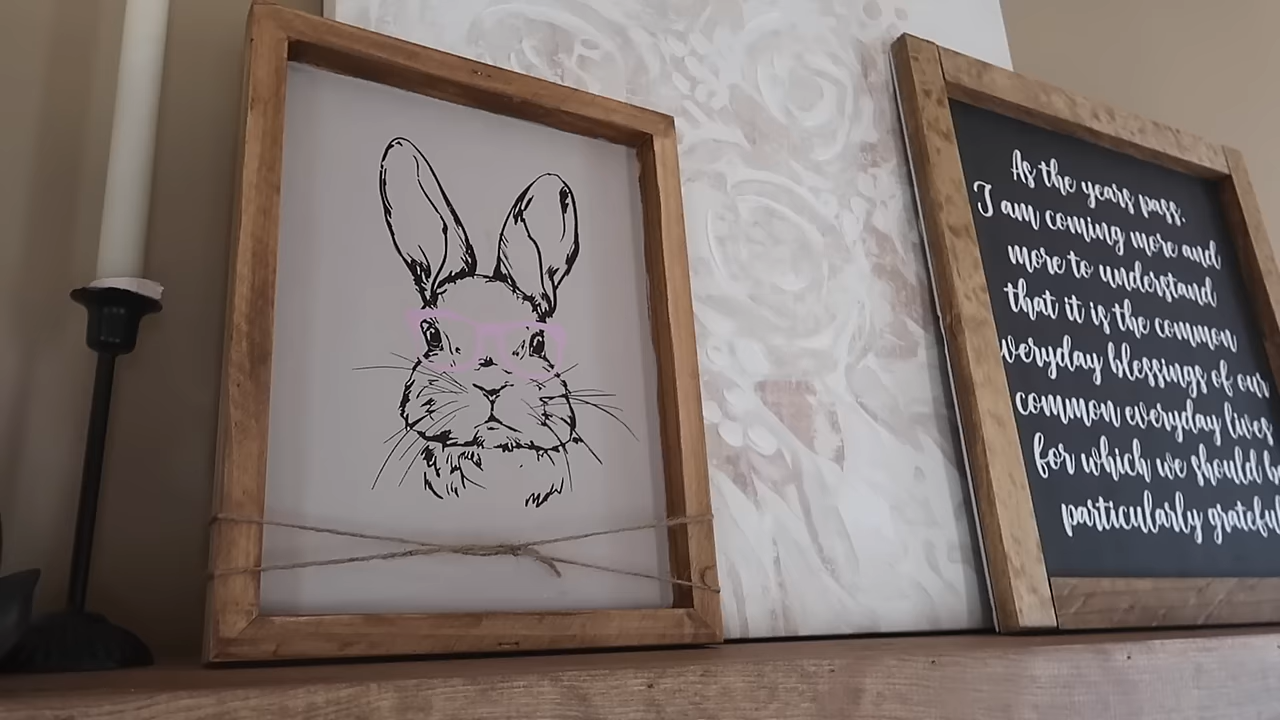 As the years pass,
I am coming more and
more to understand
that it is the common
everyday blessings of our
common everyday lives
for which we should be
particularly grateful